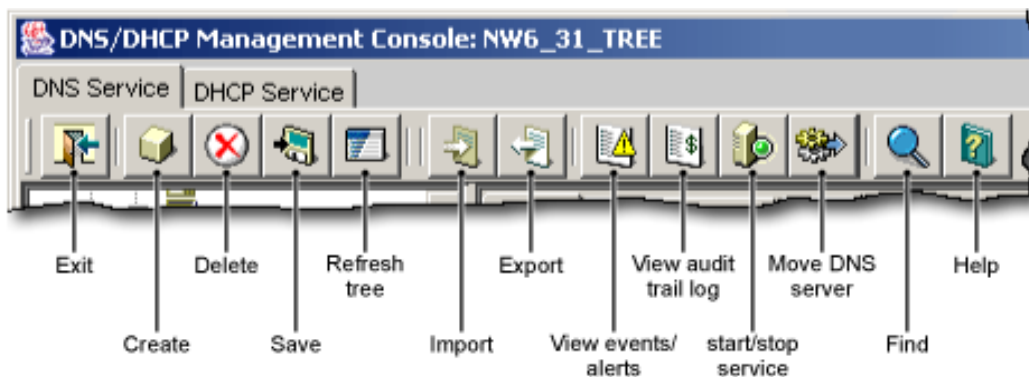 DNS/DHCP Management Console: NW6_31_TREE
DNS Service
DHCP Service
$
?
Exit
Delete
Refresh
tree
Export
View audit
trail log
Move DNS
server
Help
Create
Save
Import
View events/
alerts
start/stop
service
Find